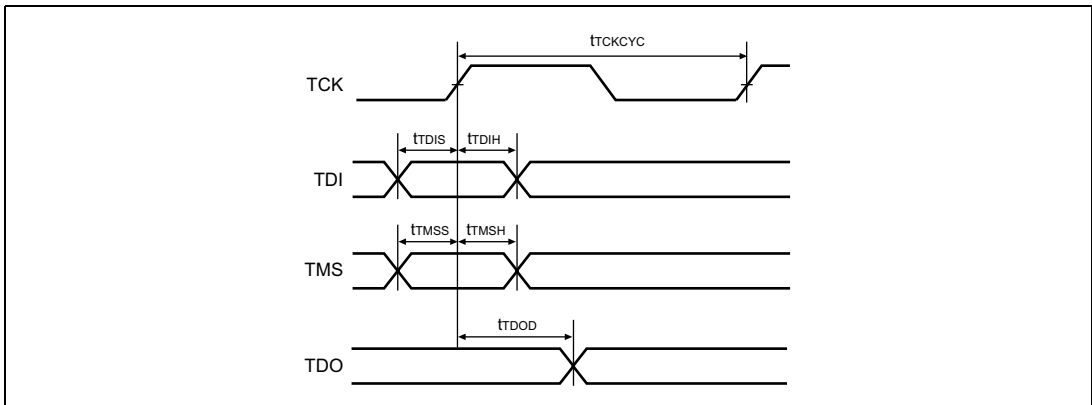 tTCKCYC
TCK
tTDIS tTDIH
TDI
tTMSS tTMSH
TMS
tTDOD
TDO